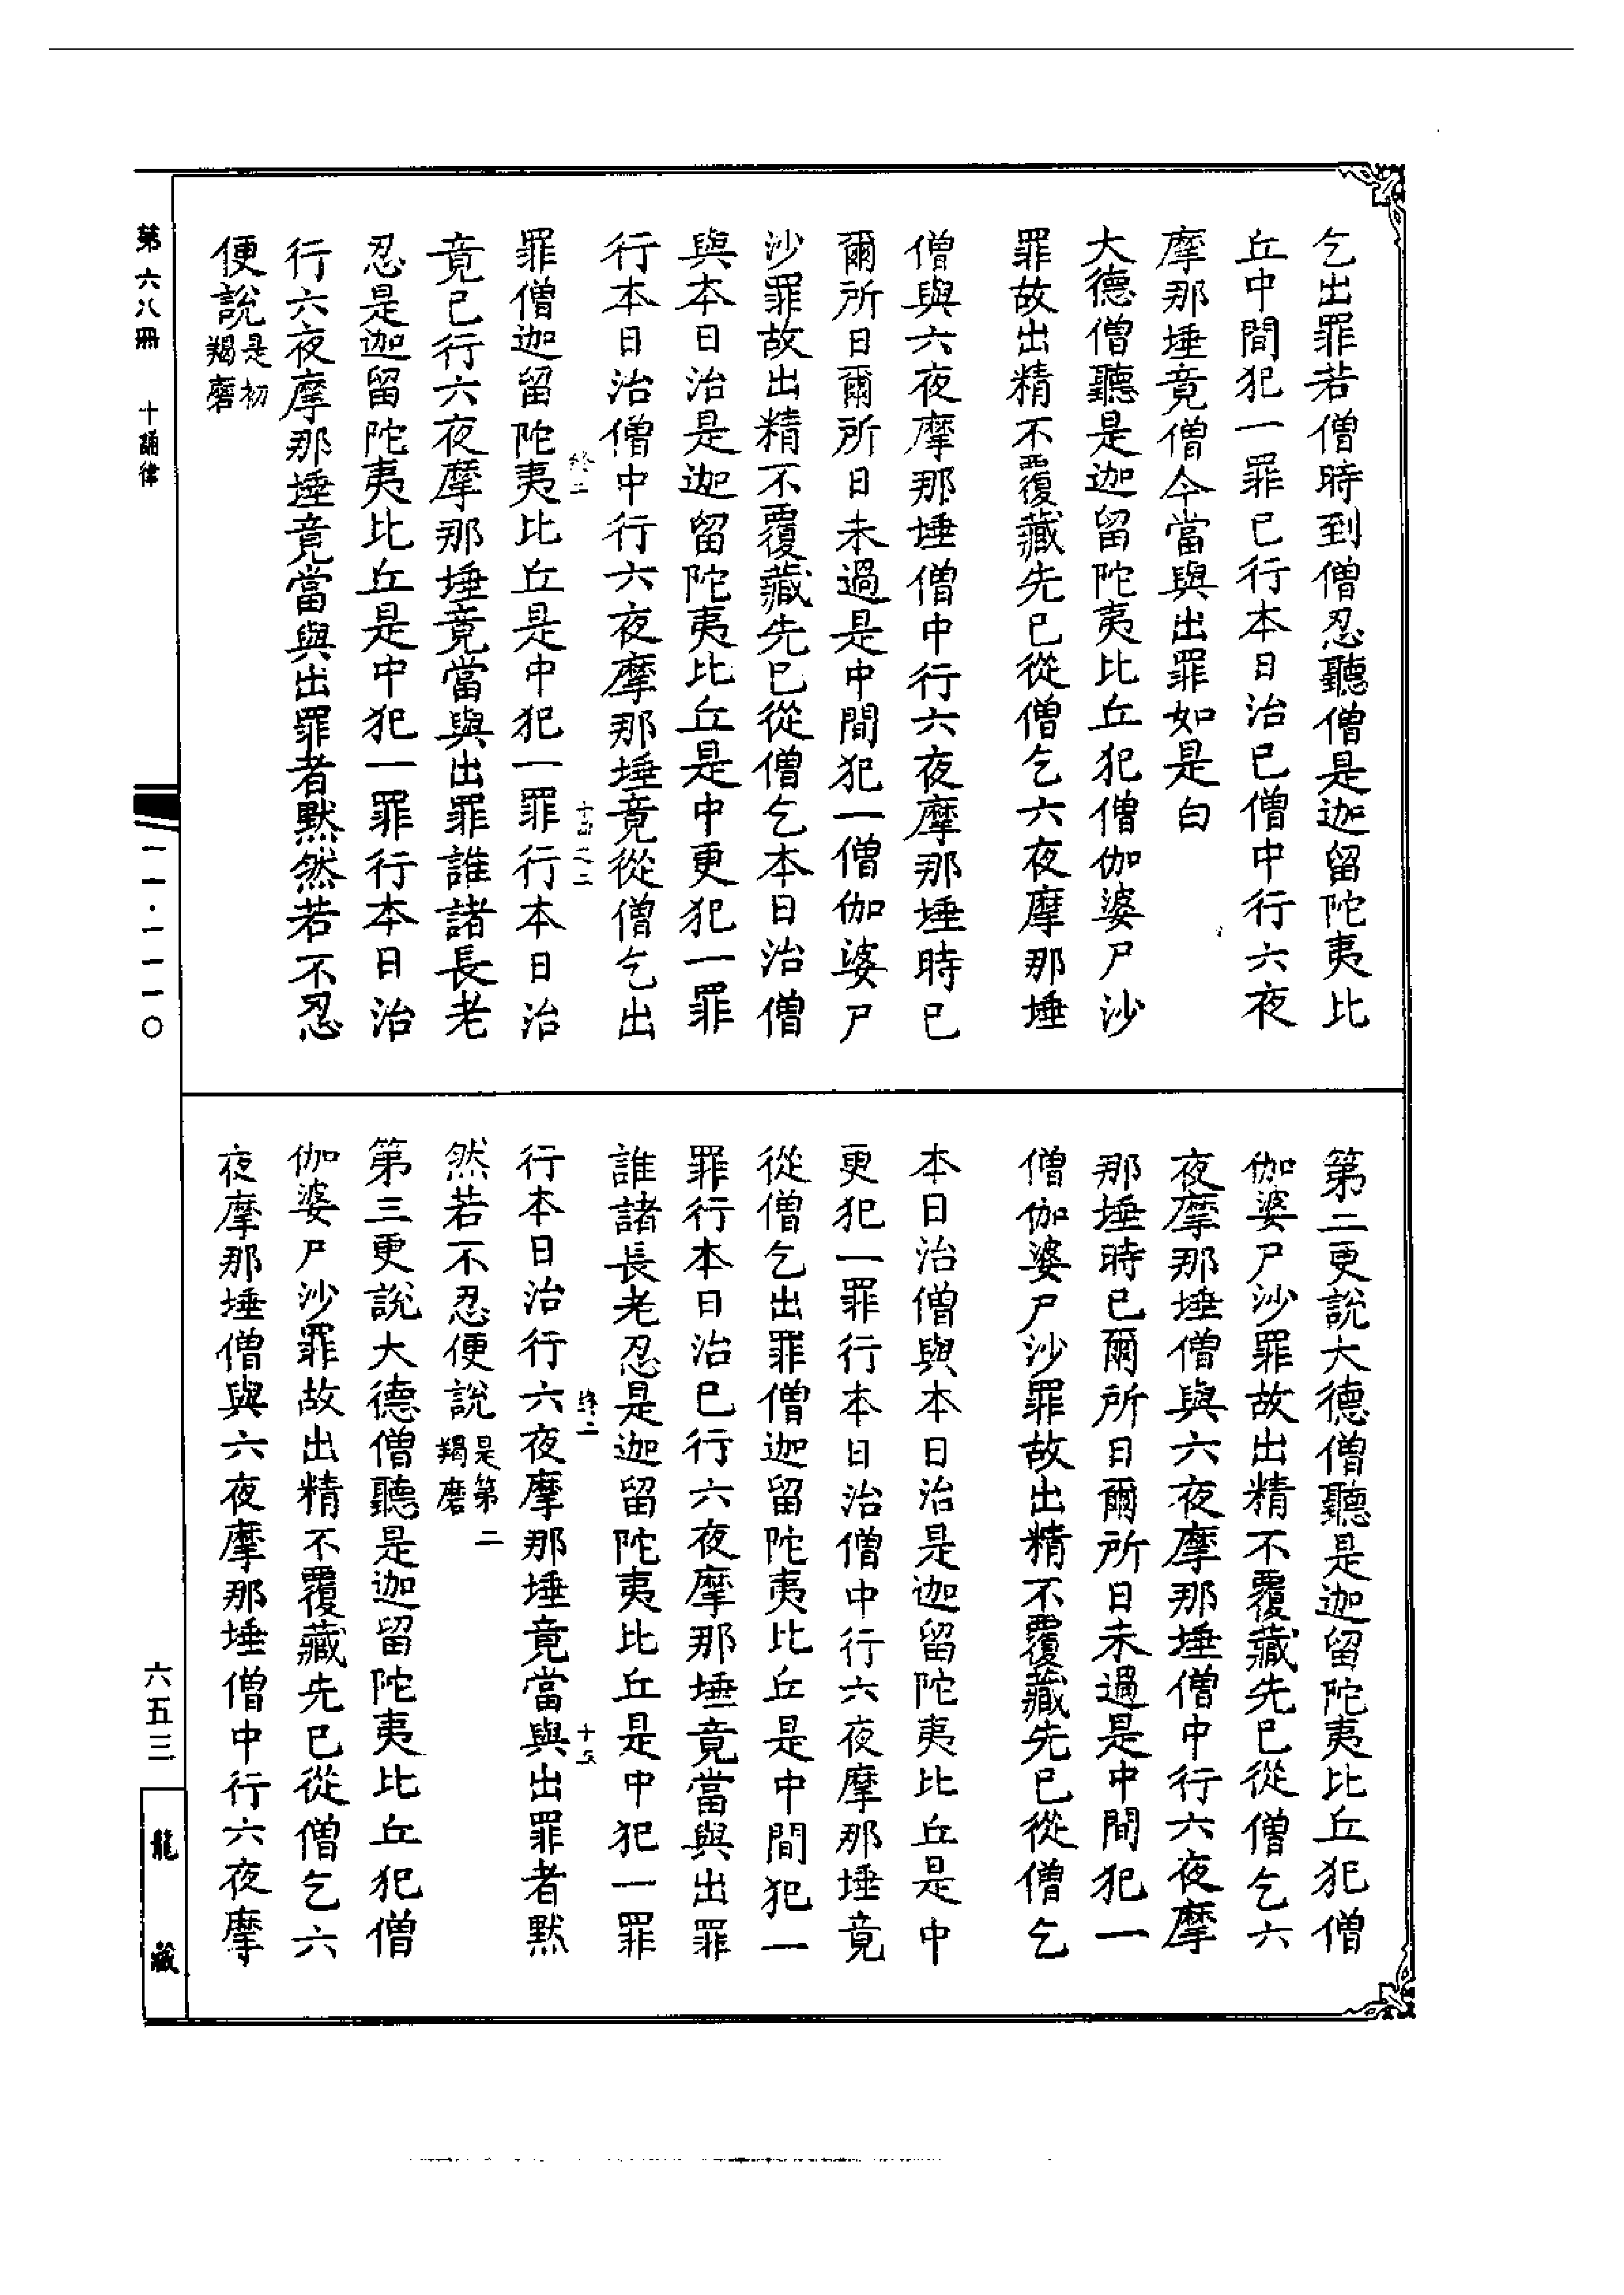 乞出罪若僧時到僧忍聽僧是迦留陀夷比
丘中間犯一罪已行本日治已僧中行六夜
摩那埵竟僧今當與出罪如是白
大德僧聽是迦留陀夷比丘犯僧伽婆尸沙
罪故出精不覆藏先已從僧乞六夜摩那埵
僧與六夜摩那埵僧中行六夜摩那埵時已
爾所日爾所日未過是中間犯一僧伽婆尸
沙罪故出精不覆藏先已從僧乞本日治僧
與本日治是迦留陀夷比丘是中更犯一罪
行本日治僧中行六夜摩那埵竟從僧乞出
終二 十四之二
罪僧迦留陀夷比丘是中犯一罪行本日治
竟已行六夜摩那埵竟當與出罪誰諸長老
忍是迦留陀夷比丘是中犯一罪行本日治
行六夜摩那埵竟當與出罪者默然若不忍
便說是初羯磨
第二更說大德僧聽是迦留陀夷比丘犯僧
伽婆尸沙罪故出精不覆藏先已從僧乞六
夜摩那埵僧與六夜摩那埵僧中行六夜摩
那埵時已爾所日爾所日未過是中間犯一
僧伽婆尸沙罪故出精不覆藏先已從僧乞
本日治僧與本日治是迦留陀夷比丘是中
更犯一罪行本日治僧中行六夜摩那埵竟
從僧乞出罪僧迦留陀夷比丘是中間犯一
罪行本日治已行六夜摩那埵竟當與出罪
誰諸長老忍是迦留陀夷比丘是中犯一罪
終二 十五
行本日治行六夜摩那埵竟當與出罪者默
然若不忍便說是第二羯磨
第三更說大德僧聽是迦留陀夷比丘犯僧
伽婆尸沙罪故出精不覆藏先已從僧乞六
夜摩那埵僧與六夜摩那埵僧中行六夜摩
第六八冊 十誦律
一一·一一一〇
六五三
龍藏